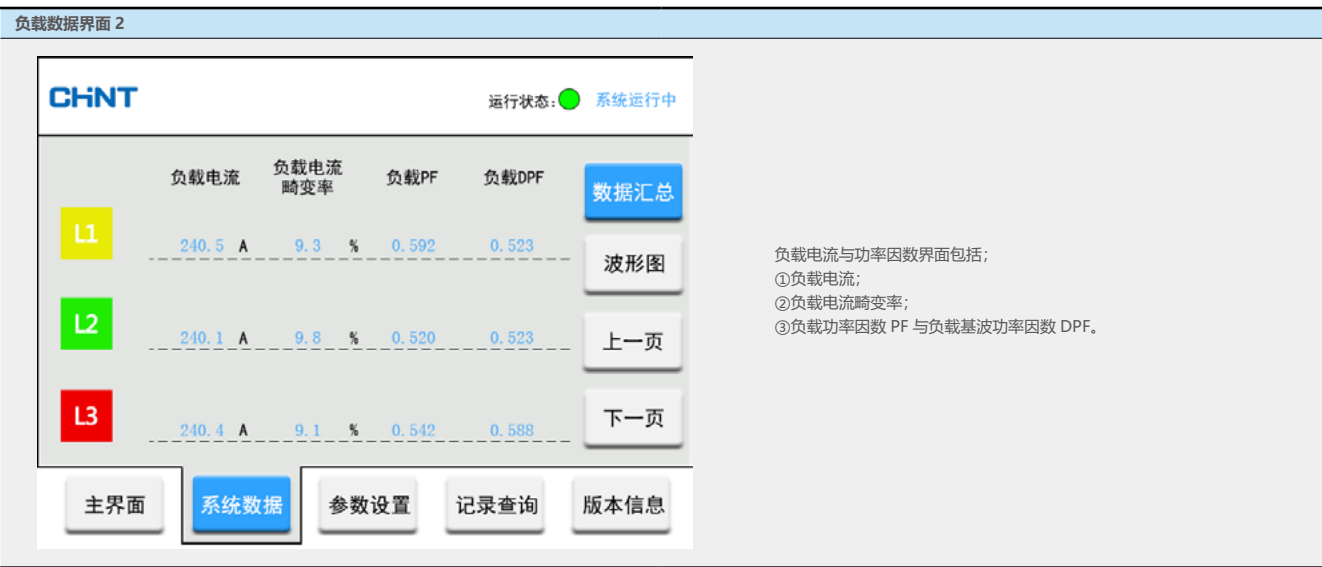 负载数据界面 2
CHNT
运行状态: 系统运行中
负载电流 负载电流畸变率 负载PF 负载DPF
数据汇总
L1 240.5 A 9.3 % 0.592 0.523
波形图
L2 240.1 A 9.8 % 0.520 0.523
上一页
L3 240.4 A 9.1 % 0.542 0.588
下一页
主界面 系统数据 参数设置 记录查询 版本信息
负载电流与功率因数界面包括；
①负载电流；
②负载电流畸变率；
③负载功率因数 PF 与负载基波功率因数 DPF。